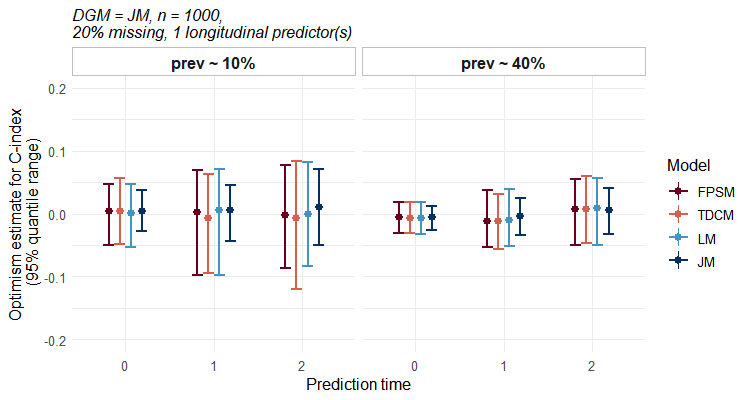 DGM = JM, n = 1000,
20% missing, 1 longitudinal predictor(s)
prev ~ 10%
prev ~ 40%
Optimism estimate for C-index
(95% quantile range)
0.2
0.1
0.0
-0.1
-0.2
0
1
2
0
1
2
Prediction time
Model
FPSM
TDCM
LM
JM